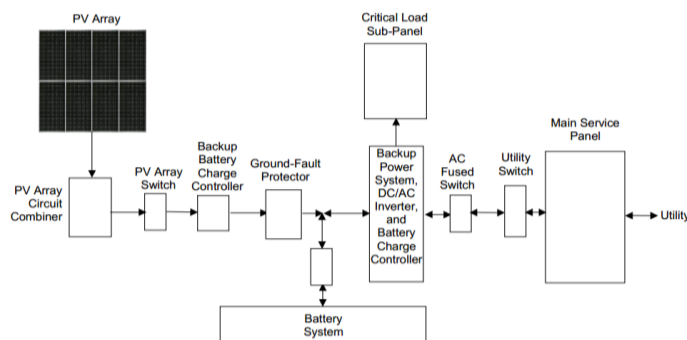 PV Array
Critical Load
Sub-Panel
Main Service
Panel
Backup
Battery
Charge
Controller
PV Array
Switch
Ground-Fault
Protector
Backup
Power
System,
DC/AC
Inverter,
and
Battery
Charge
Controller
AC
Fused
Switch
Utility
Switch
PV Array
Circuit
Combiner
Utility
Battery
System